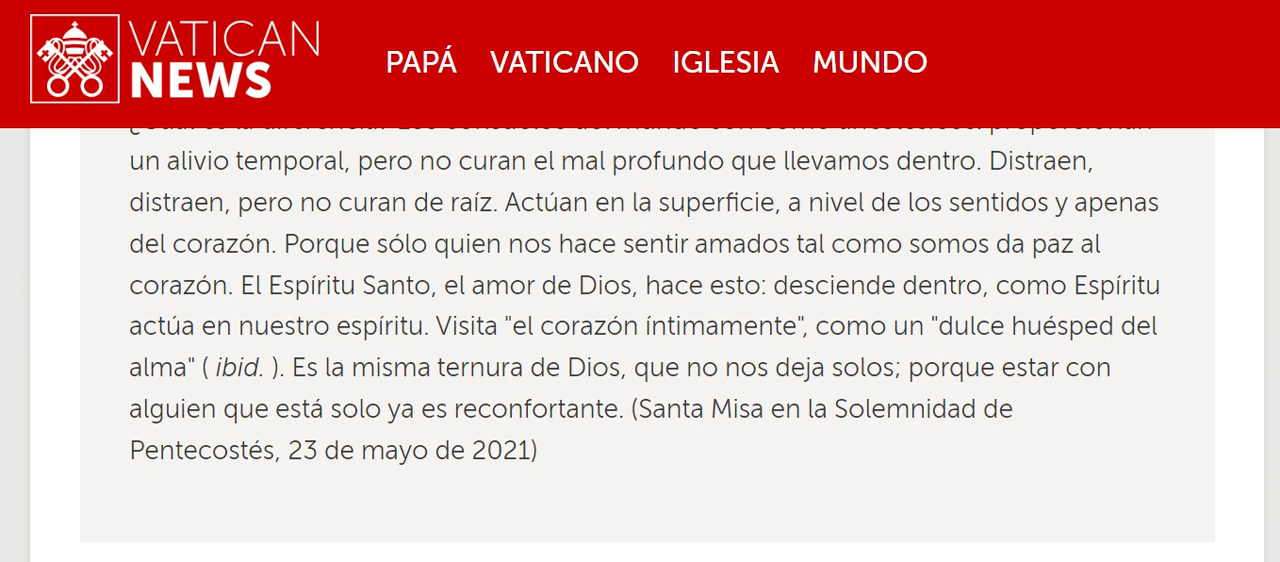 VATICAN
NEWS
PAPÁ VATICANO IGLESIA MUNDO
un alivio temporal, pero no curan el mal profundo que llevamos dentro. Distraen,
distraen, pero no curan de raíz. Actúan en la superficie, a nivel de los sentidos y apenas
del corazón. Porque sólo quien nos hace sentir amados tal como somos da paz al
corazón. El Espíritu Santo, el amor de Dios, hace esto: desciende dentro, como Espíritu
actúa en nuestro espíritu. Visita "el corazón íntimamente", como un "dulce huésped del
alma" ( ibid. ). Es la misma ternura de Dios, que no nos deja solos; porque estar con
alguien que está solo ya es reconfortante. (Santa Misa en la Solemnidad de
Pentecostés, 23 de mayo de 2021)